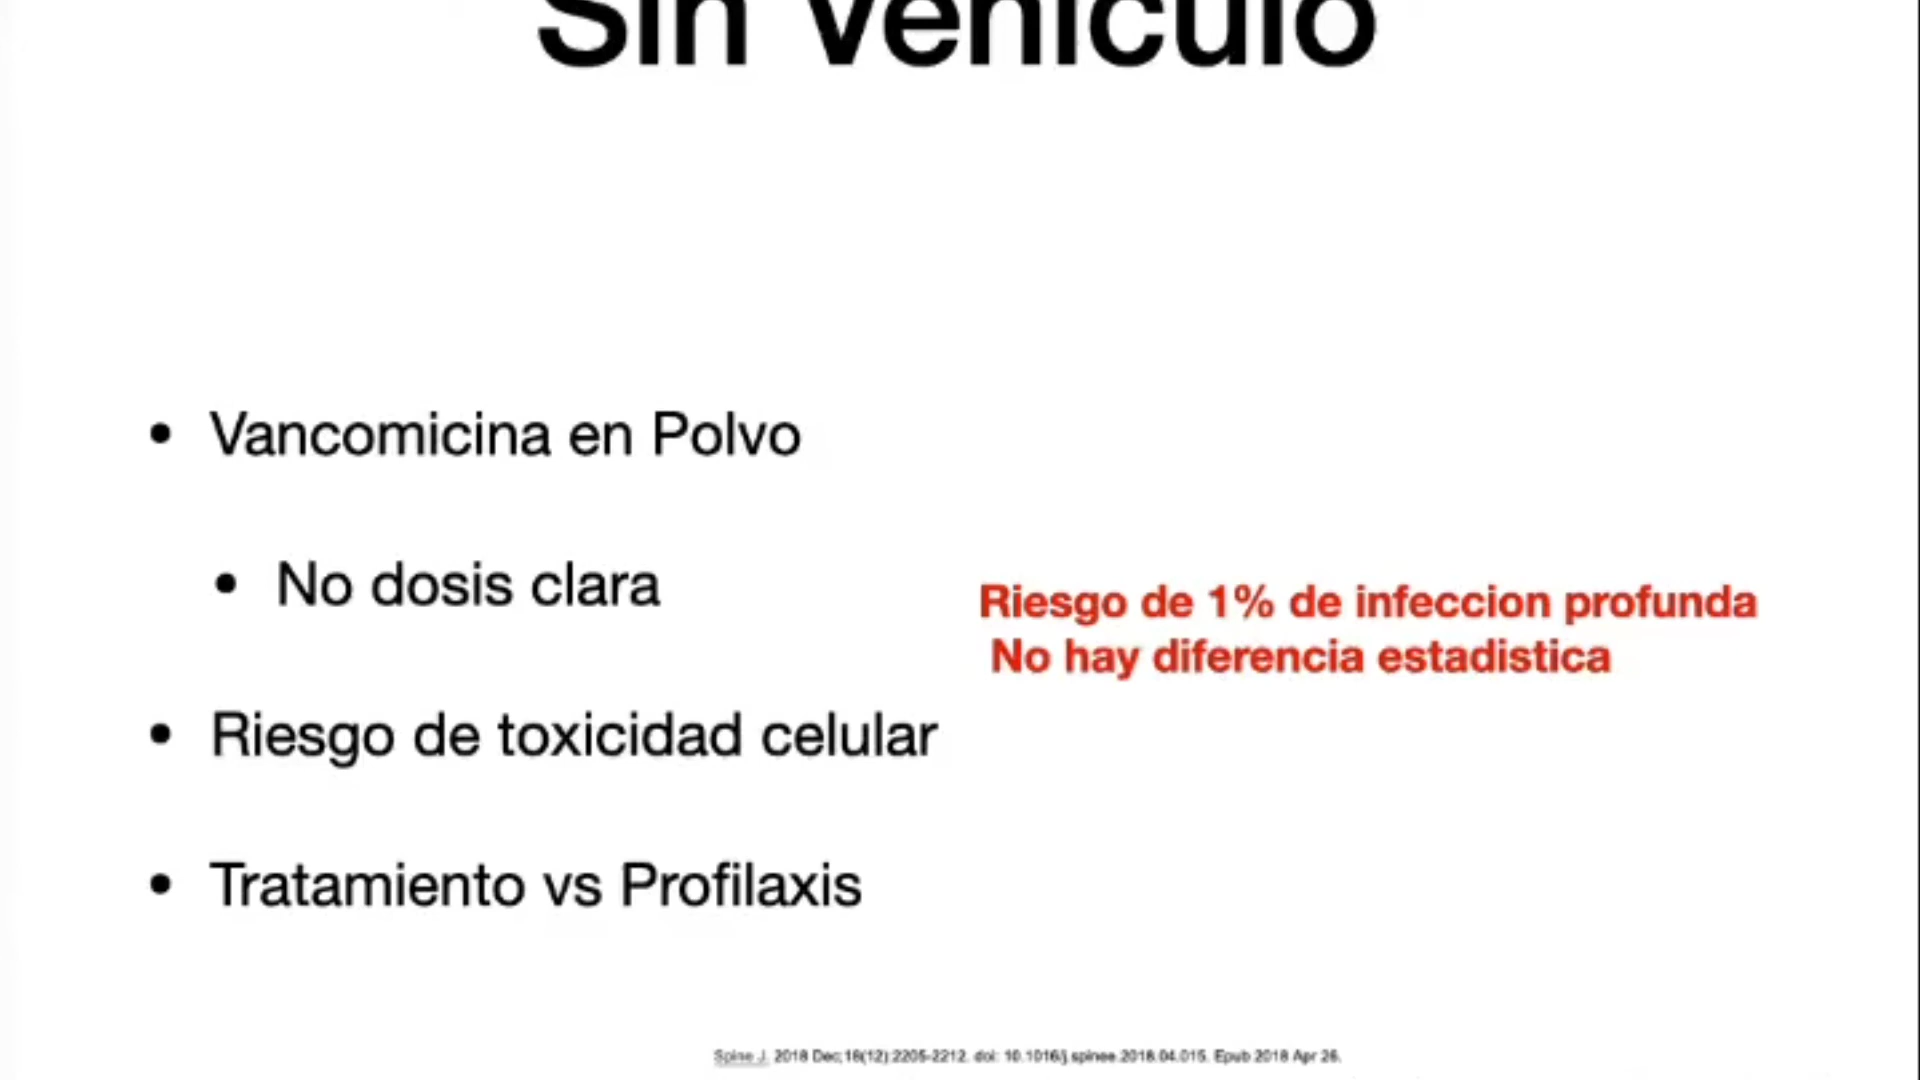 Sin Vehículo
• Vancomicina en Polvo
• No dosis clara
Riesgo de 1% de infeccion profunda
No hay diferencia estadistica
• Riesgo de toxicidad celular
• Tratamiento vs Profilaxis
Spine J. 2018 Dec;18(12):2205-2212. doi: 10.1016/j.spinee.2018.04.015. Epub 2018 Apr 26.